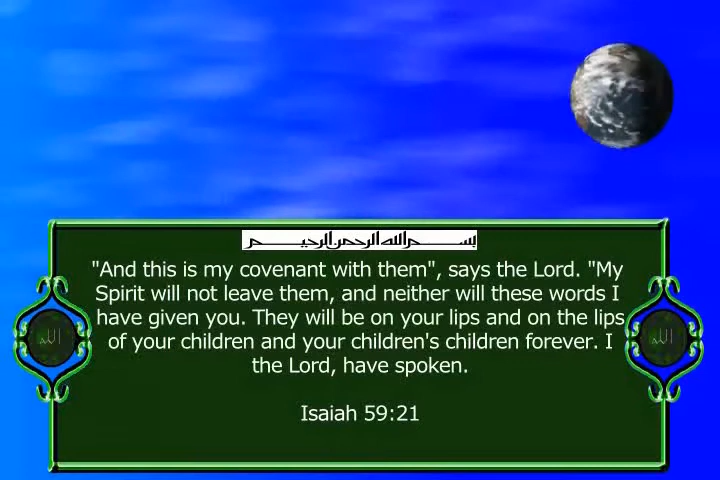 بسم الله الرحمن الرحيم
"And this is my covenant with them", says the Lord. "My
Spirit will not leave them, and neither will these words I
have given you. They will be on your lips and on the lips
of your children and your children's children forever. I
the Lord, have spoken.
Isaiah 59:21
الله
الله